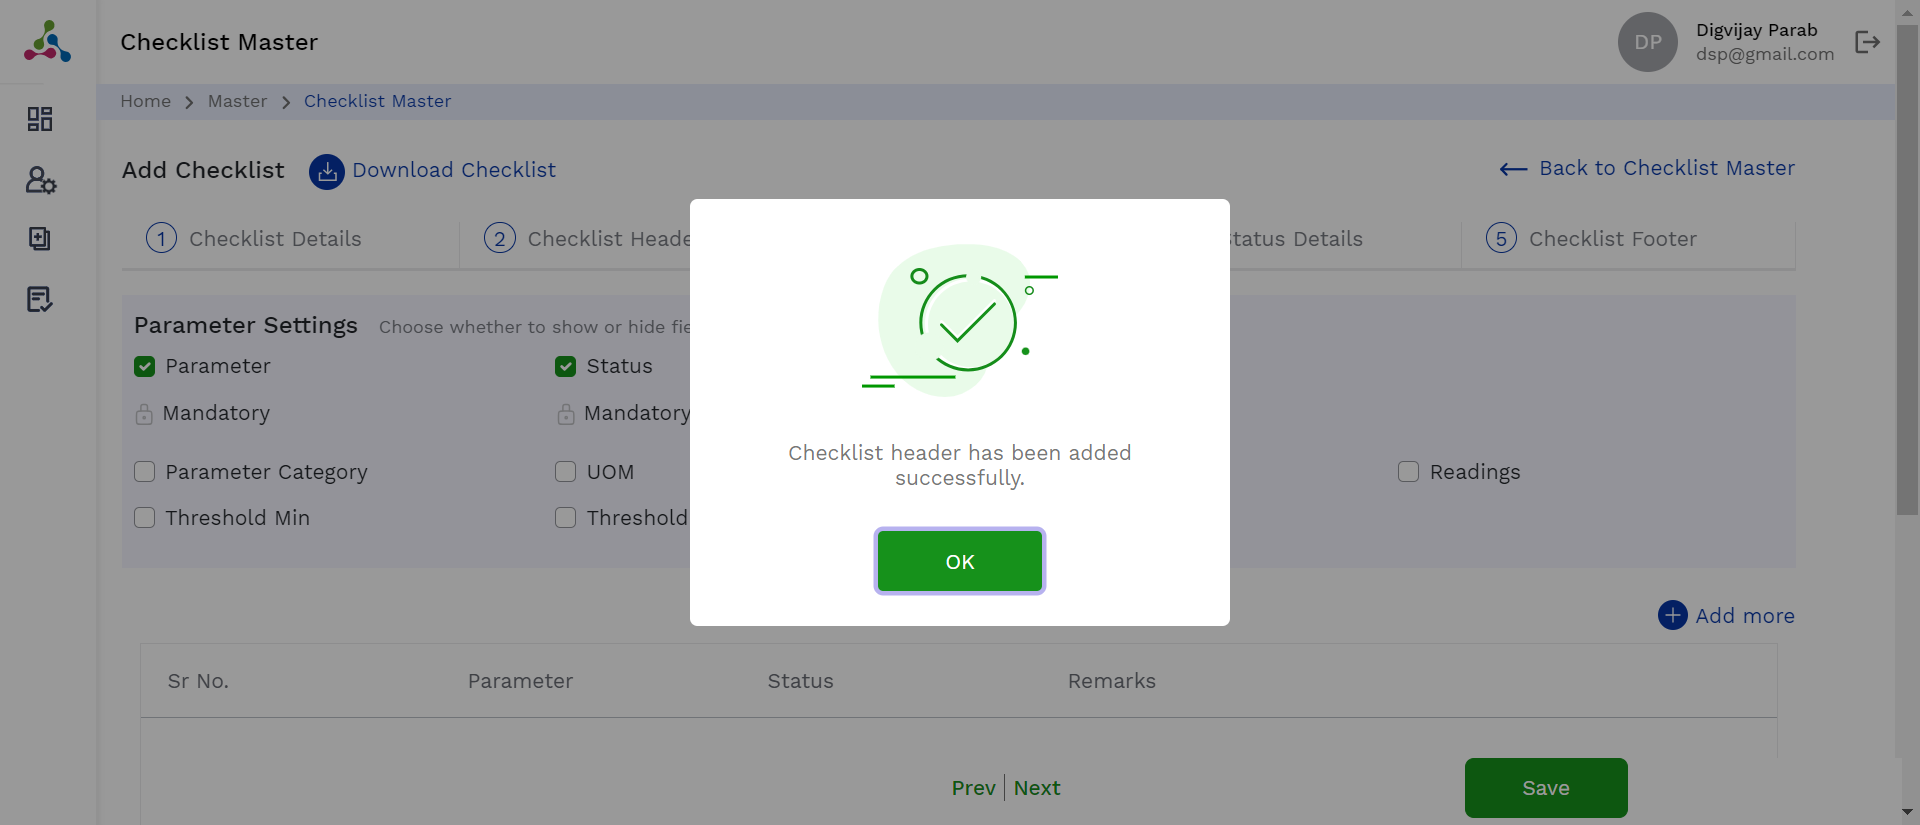 Checklist Master
DP
Digvijay Parab
dsp@gmail.com
Home > Master > Checklist Master
Add Checklist
Download Checklist
Back to Checklist Master
1 Checklist Details
2 Checklist
Details
5 Checklist Footer
Parameter Settings
Choose whether to show or hide
Parameter
Status
Mandatory
Mandatory
Parameter Category
UOM
Readings
Threshold Min
Threshold
Checklist header has been added
successfully.
OK
Add more
Sr No.
Parameter
Status
Remarks
Prev | Next
Save